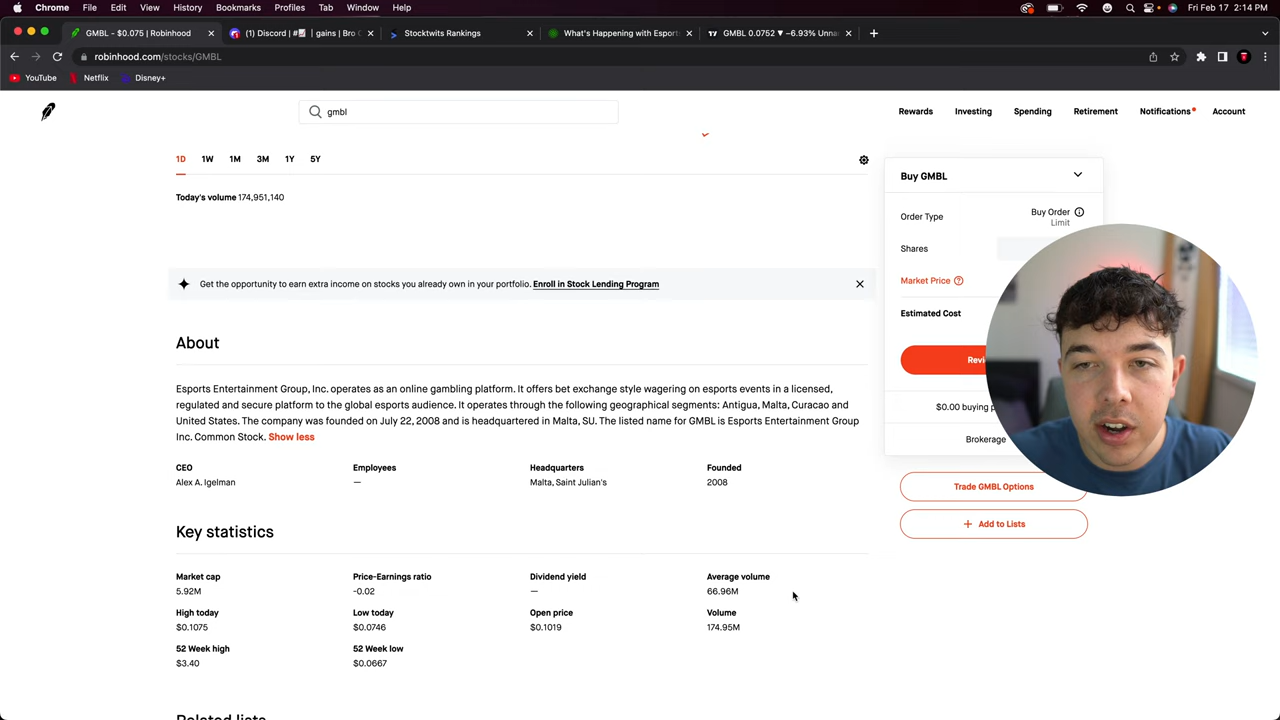 Chrome File Edit View History Bookmarks Profiles Tab Window Help Fri Feb 17 2:14 PM
GMBL - $0.075 | Robinhood (1) Discord | #📈 | gains | Bro C Stocktwits Rankings What's Happening with Esport GMBL 0.0752 ▼ −6.93% Unna
robinhood.com/stocks/GMBL
YouTube Netflix Disney+
gmbl Rewards Investing Spending Retirement Notifications Account
1D 1W 1M 3M 1Y 5Y
Today's volume 174,951,140
Get the opportunity to earn extra income on stocks you already own in your portfolio. Enroll in Stock Lending Program
About
Esports Entertainment Group, Inc. operates as an online gambling platform. It offers bet exchange style wagering on esports events in a licensed,
regulated and secure platform to the global esports audience. It operates through the following geographical segments: Antigua, Malta, Curacao and
United States. The company was founded on July 22, 2008 and is headquartered in Malta, SU. The listed name for GMBL is Esports Entertainment Group
Inc. Common Stock. Show less
CEO Employees Headquarters Founded
Alex A. Igelman — Malta, Saint Julian's 2008
Key statistics
Market cap Price-Earnings ratio Dividend yield Average volume
5.92M -0.02 — 66.96M
High today Low today Open price Volume
$0.1075 $0.0746 $0.1019 174.95M
52 Week high 52 Week low
$3.40 $0.0667
Related lists
Buy GMBL
Order Type Buy Order
Limit
Shares
Market Price
Estimated Cost
Revi
$0.00 buying p
Brokerage
Trade GMBL Options
+ Add to Lists